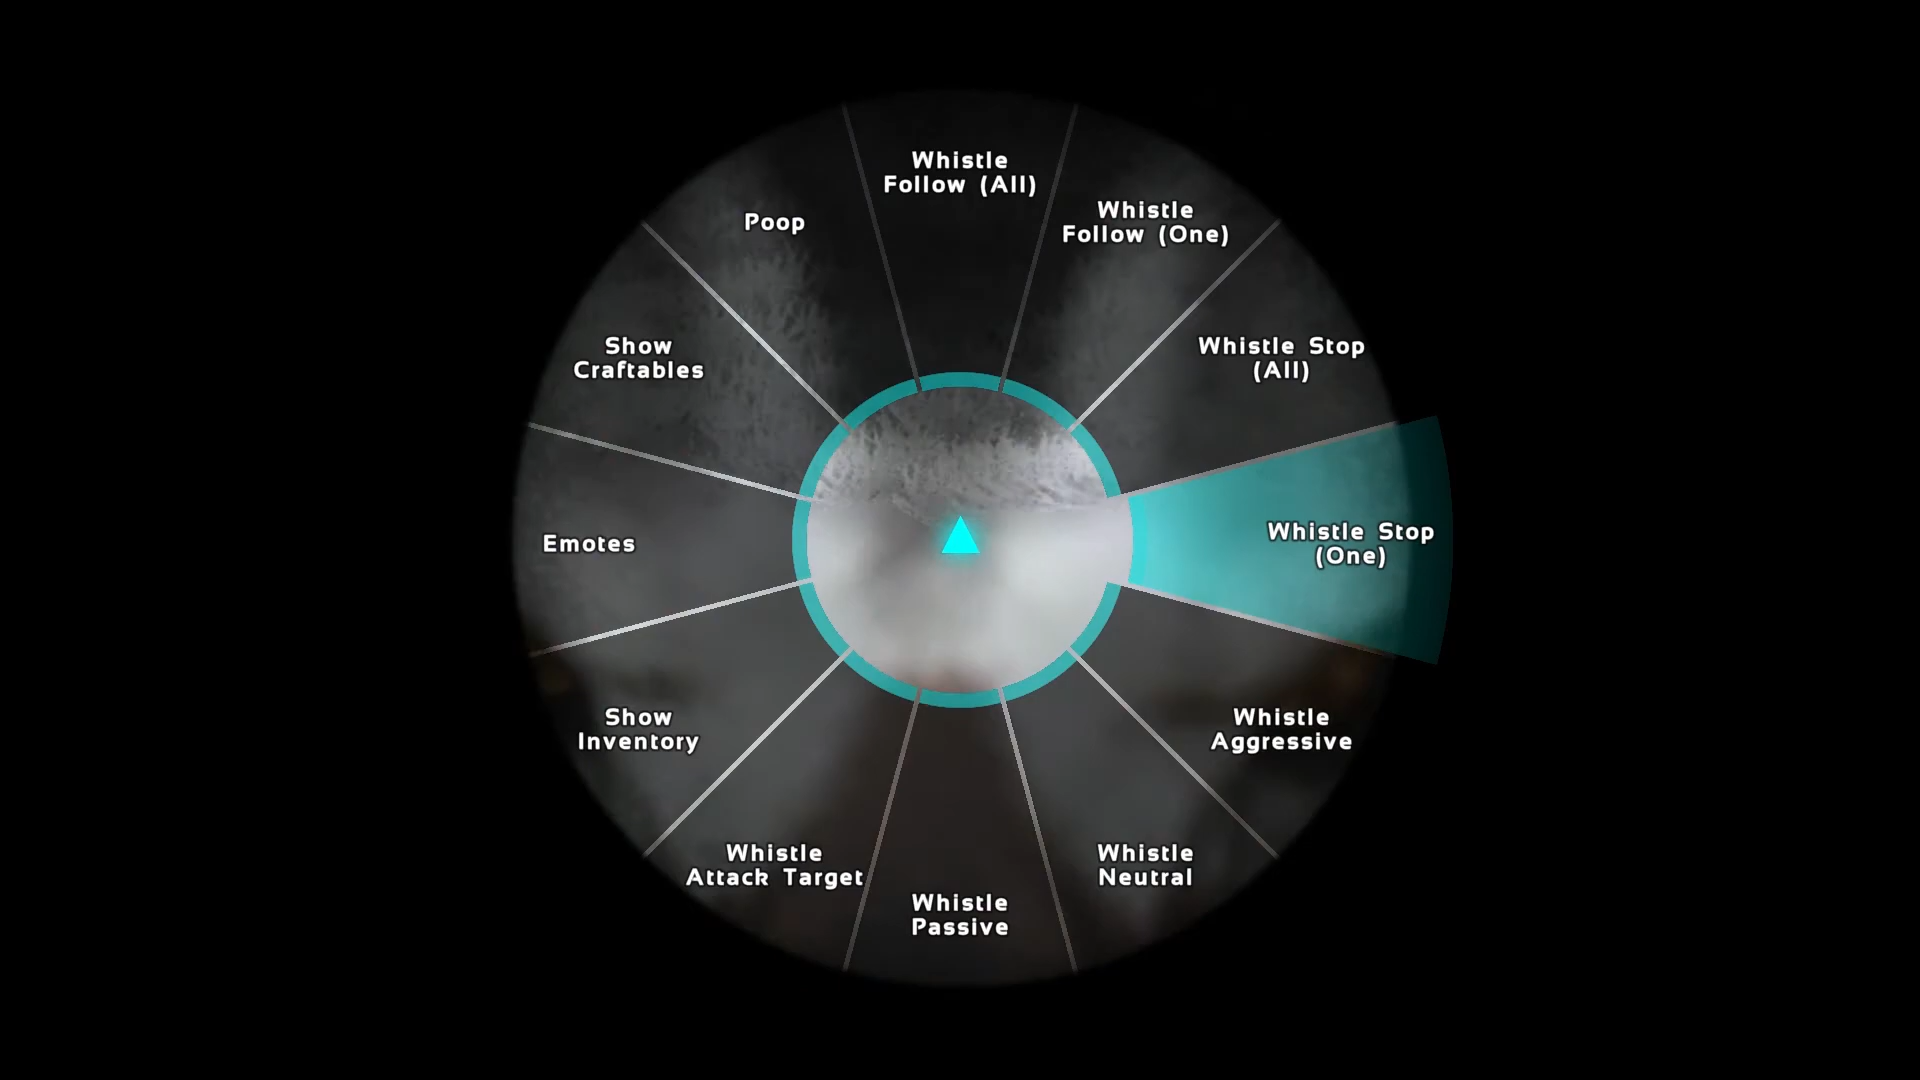 Whistle
Follow (All)
Whistle
Follow (One)
Whistle Stop
(All)
Whistle Stop
(One)
Whistle
Aggressive
Whistle
Neutral
Whistle
Passive
Whistle
Attack Target
Show
Inventory
Emotes
Show
Craftables
Poop